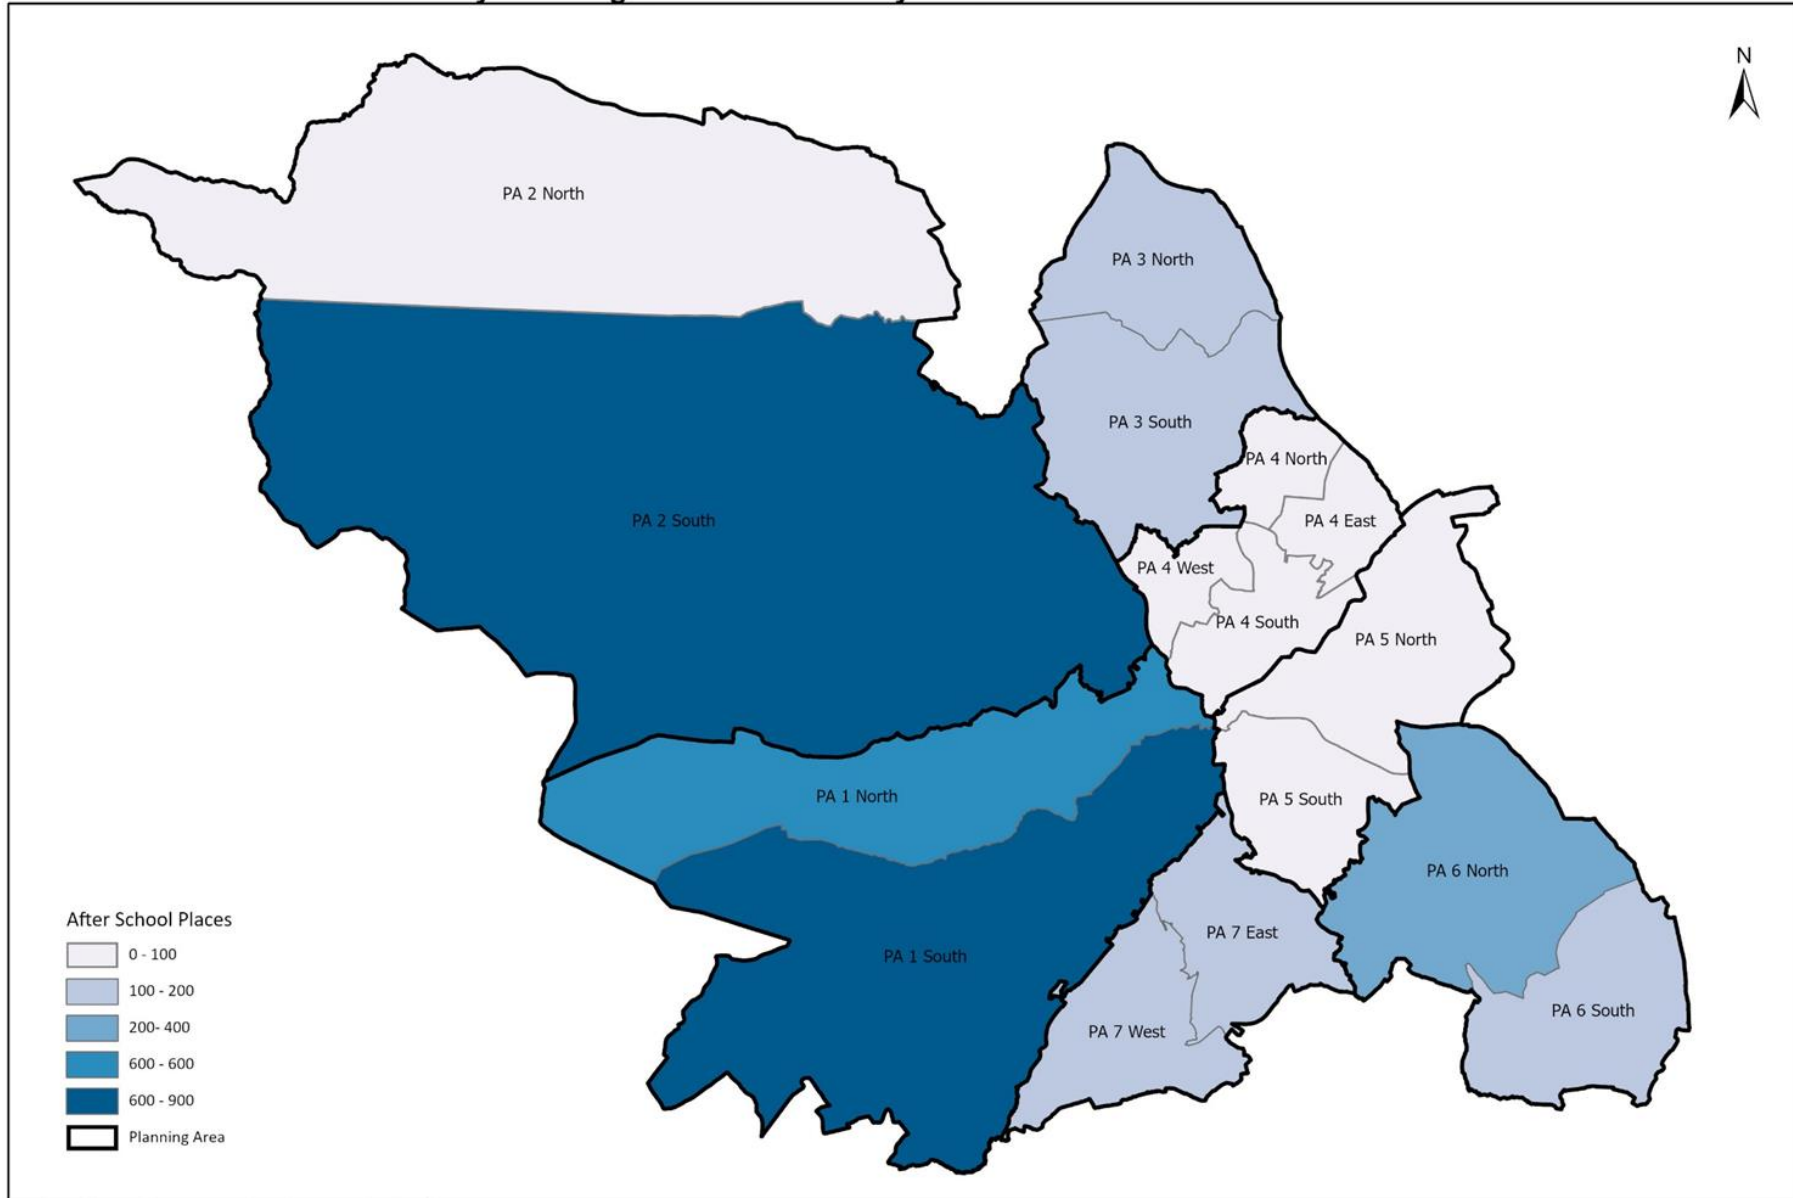 N
PA 2 North
PA 3 North
PA 3 South
PA 4 North
PA 2 South
PA 4 East
PA 4 West
PA 4 South
PA 5 North
PA 1 North
PA 5 South
PA 6 North
PA 7 East
PA 1 South
PA 6 South
PA 7 West
After School Places
0 - 100
100 - 200
200- 400
600 - 600
600 - 900
Planning Area